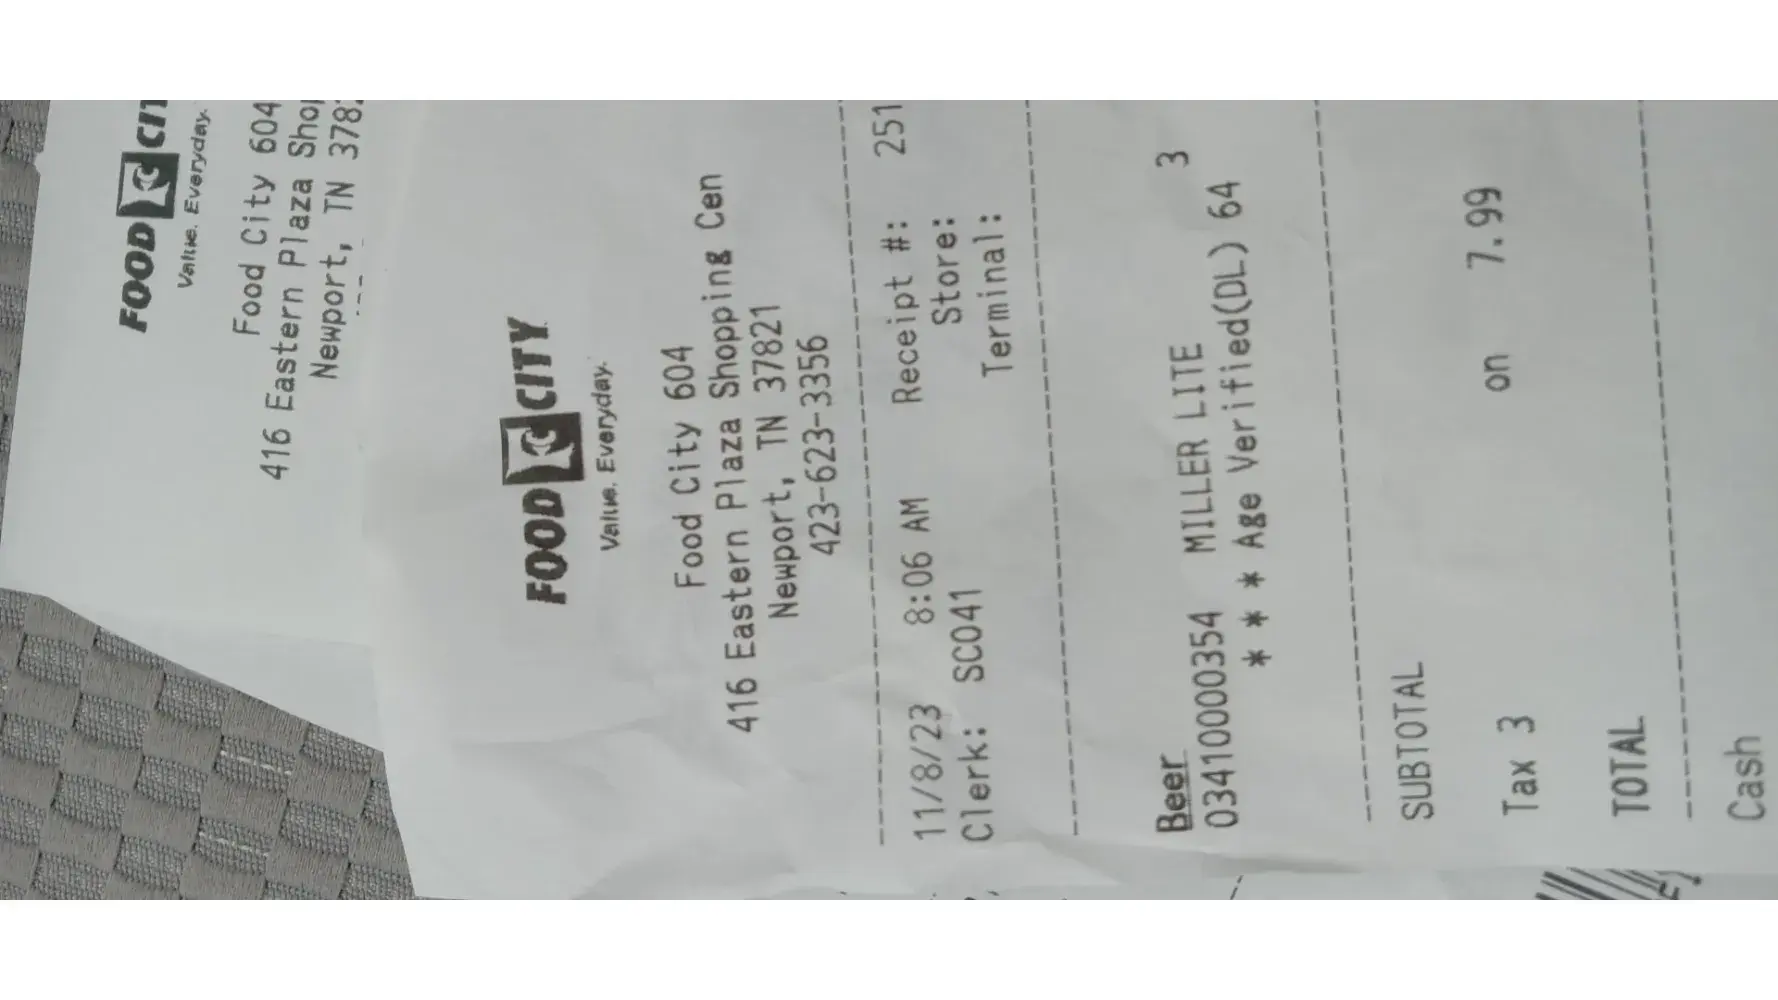 FOOD CITY
Value. Everyday.
Food City 604
416 Eastern Plaza
Newport, TN
FOOD CITY
Value. Everyday.
Food City 604
416 Eastern Plaza Shopping Cen
Newport, TN 37821
423-623-3356
11/8/23 8:06 AM Receipt #: 251
Clerk: SCO41 Store:
Terminal:
Beer
03410000354 MILLER LITE 3
* * * Age Verified(DL) 64
SUBTOTAL
Tax 3 on 7.99
TOTAL
Cash